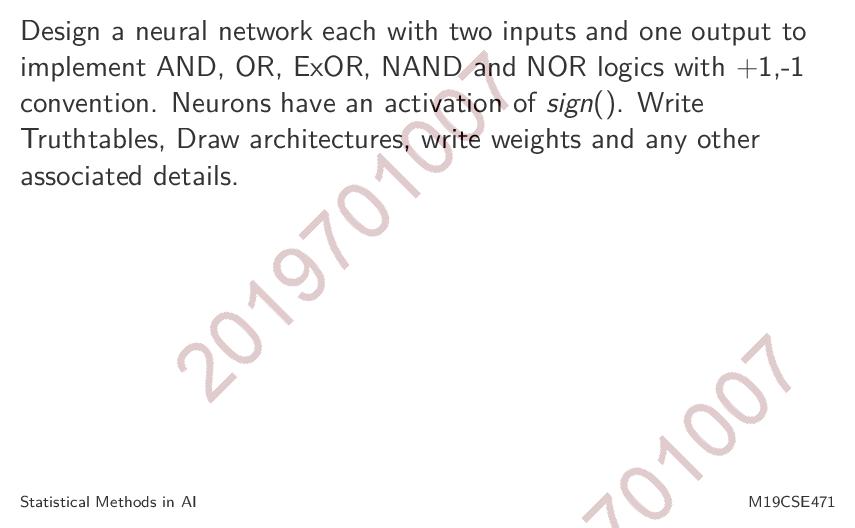 Design a neural network each with two inputs and one output to
implement AND, OR, ExOR, NAND and NOR logics with +1,-1
convention. Neurons have an activation of sign(). Write
Truthtables, Draw architectures, write weights and any other
associated details.
2019701007
701007
Statistical Methods in AI
M19CSE471